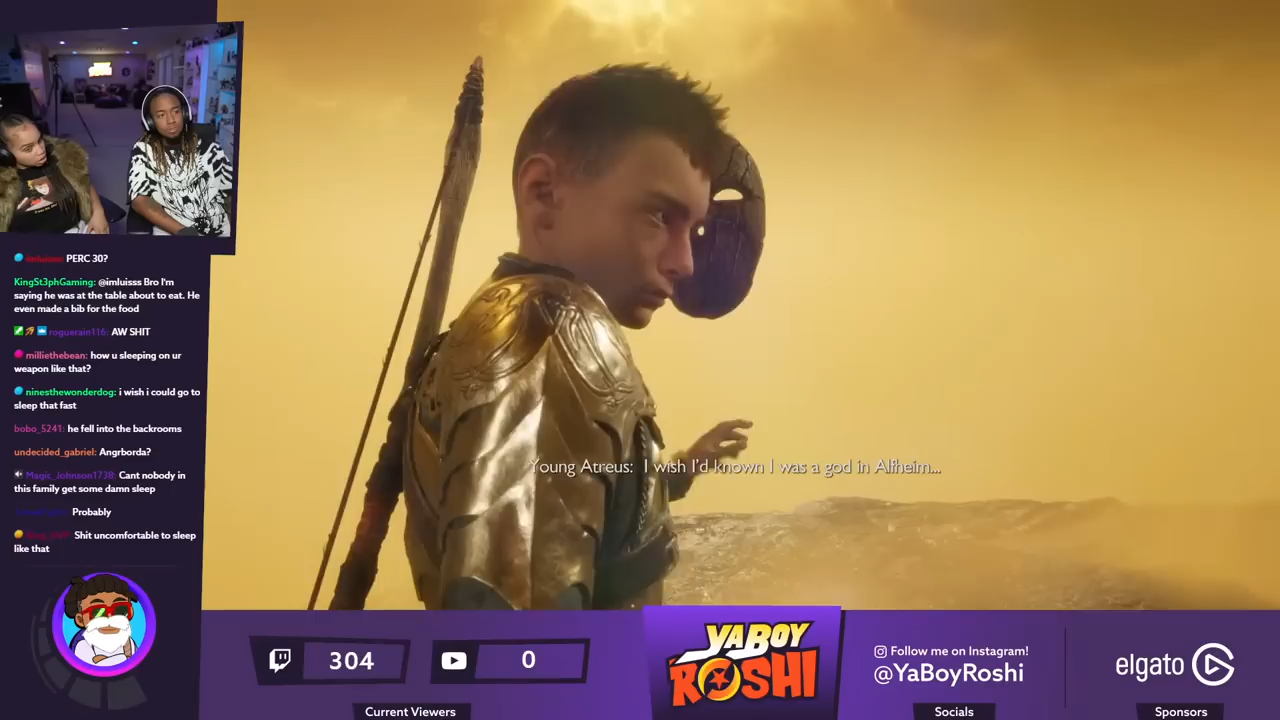 PERC 30?
KingSt3phGaming: @imluisss Bro I'm
saying he was at the table about to eat. He
even made a bib for the food
roguerain116: AW SHIT
milliethebean: how u sleeping on ur
weapon like that?
ninesthewonderdog: i wish i could go to
sleep that fast
bobo_5241: he fell into the backrooms
undecided_gabriel: Angrborda?
Magic_Johnson1738: Cant nobody in
this family get some damn sleep
Probably
Shit uncomfortable to sleep
like that
Young Atreus: I wish I'd known I was a god in Alfheim...
304
0
Current Viewers
YABOY
ROSHI
Follow me on Instagram!
@YaBoyRoshi
Socials
elgato
Sponsors